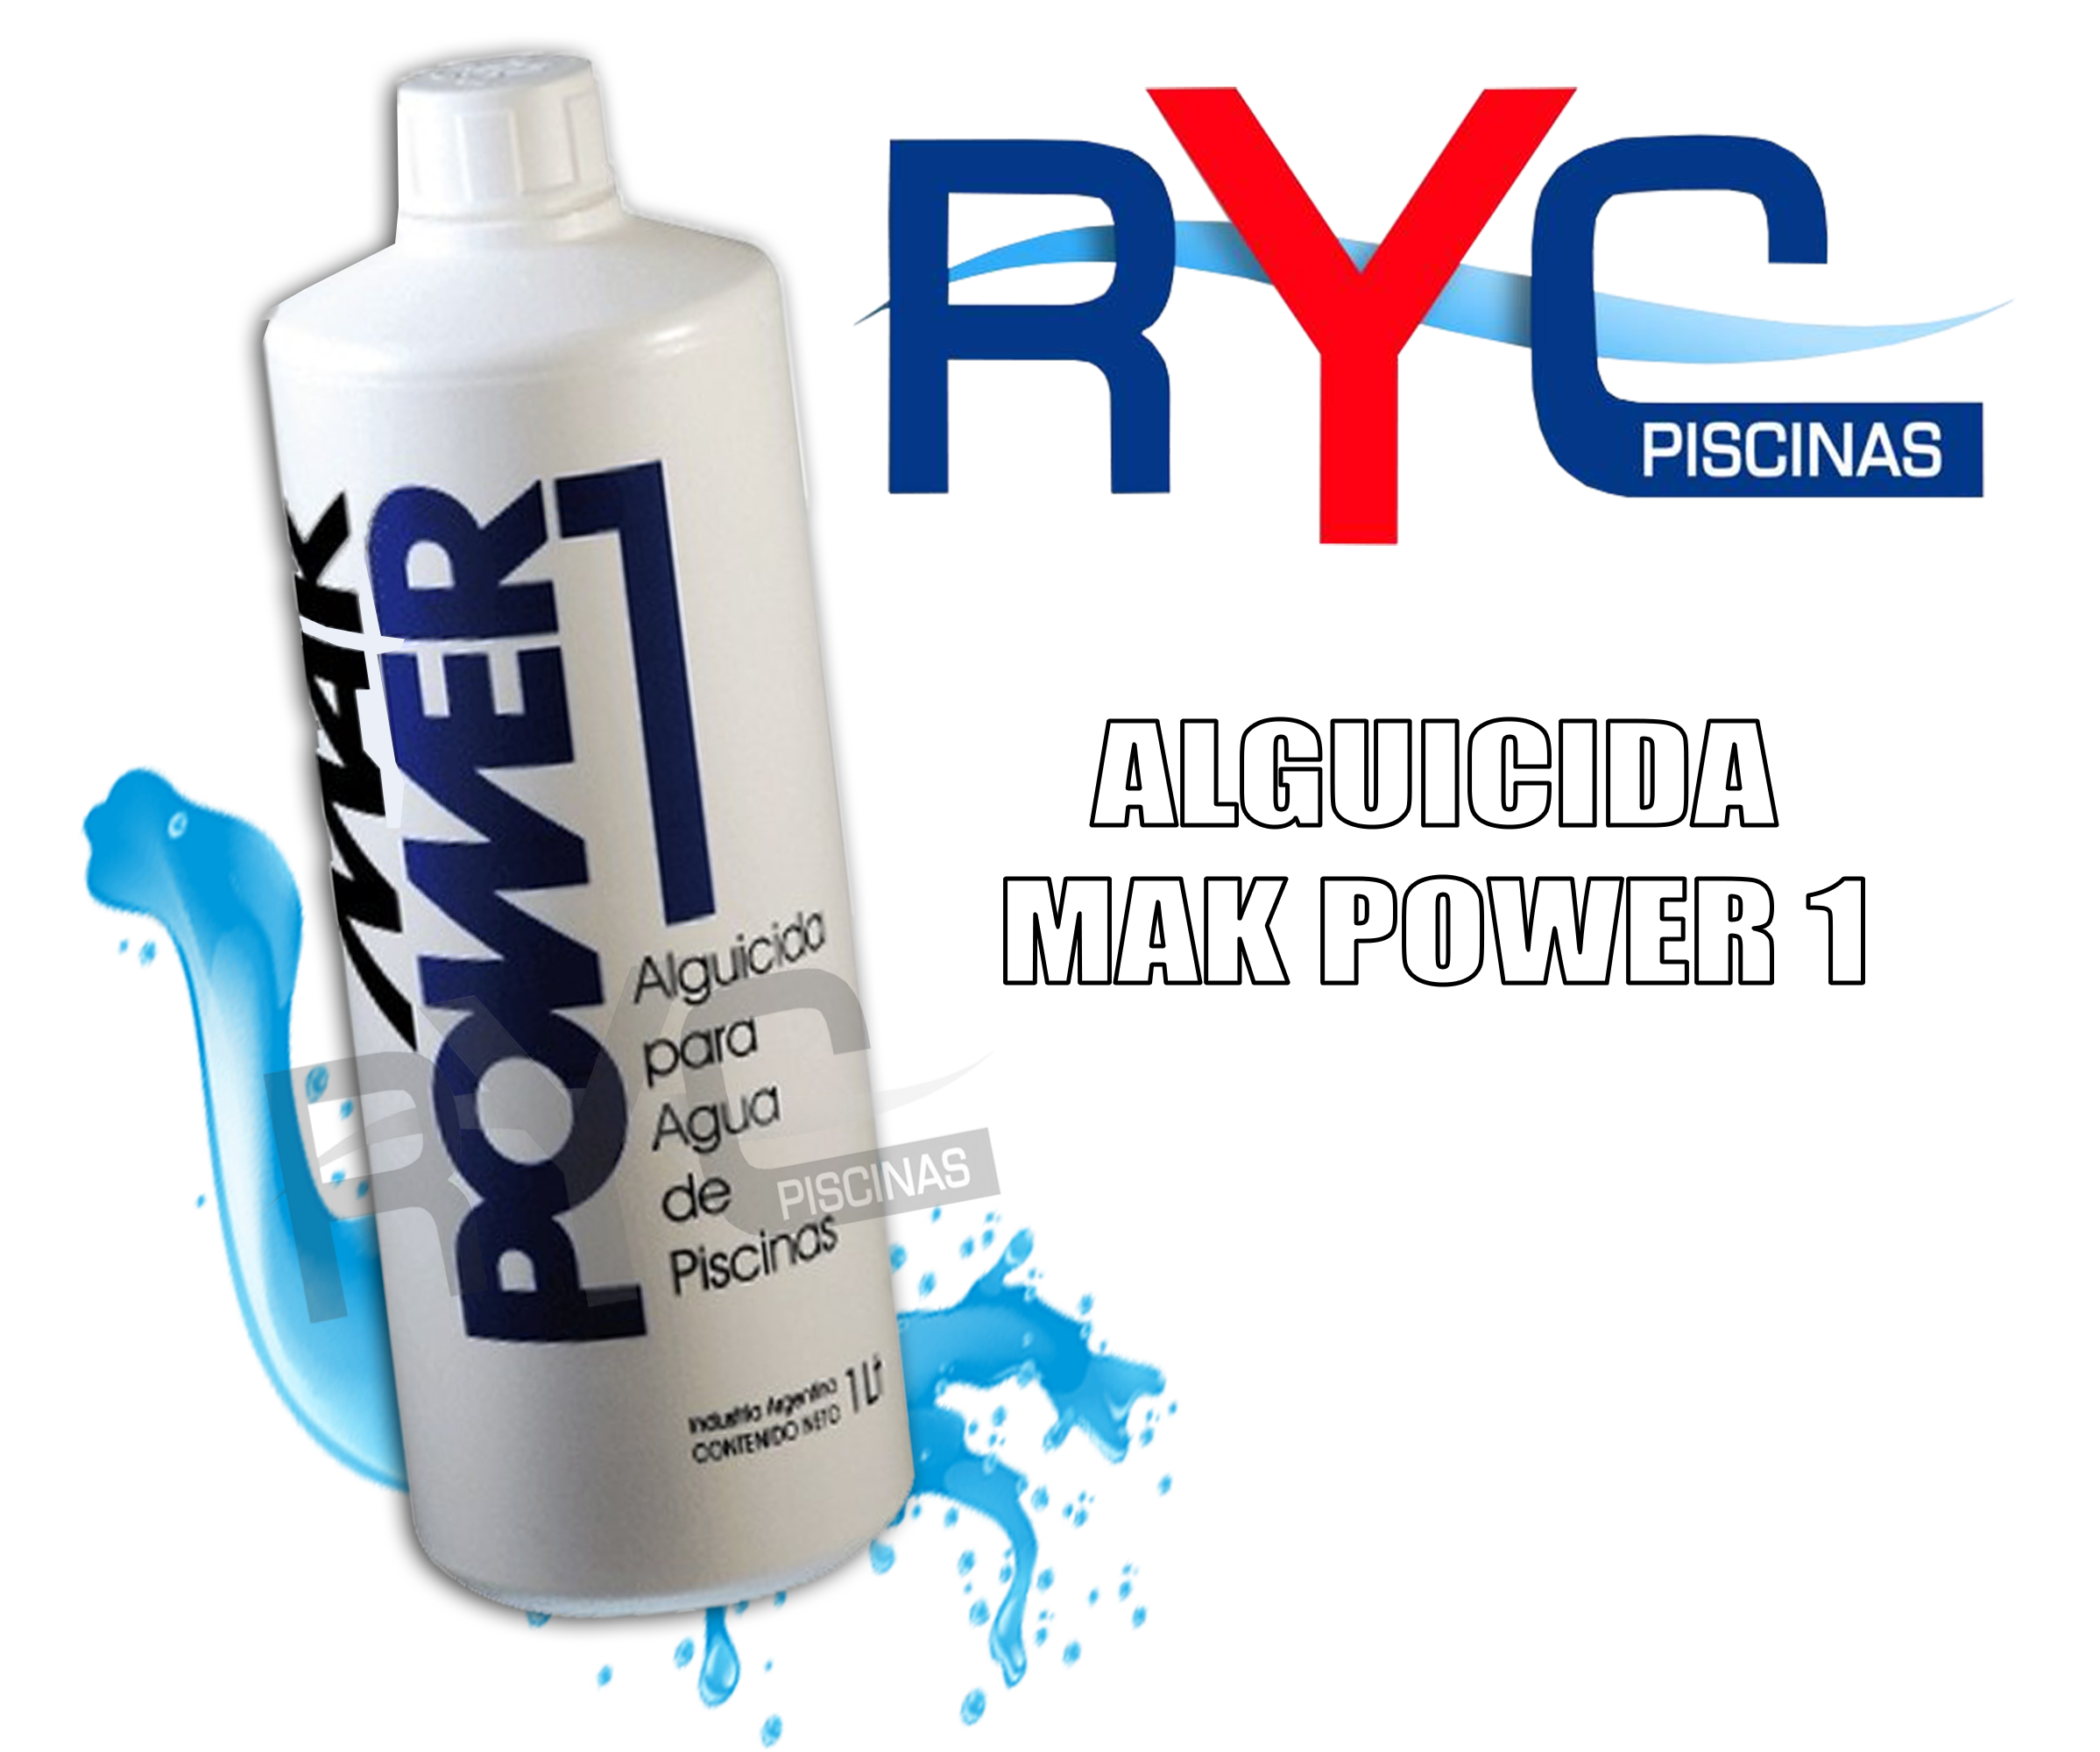 RYC
PISCINAS
ALGUICIDA
MAK POWER 1
MAK
POWER 1
Alguicida
para
Agua
de
Piscinas
Industria Argentina
CONTENIDO NETO 1 Lt
RYC
PISCINAS